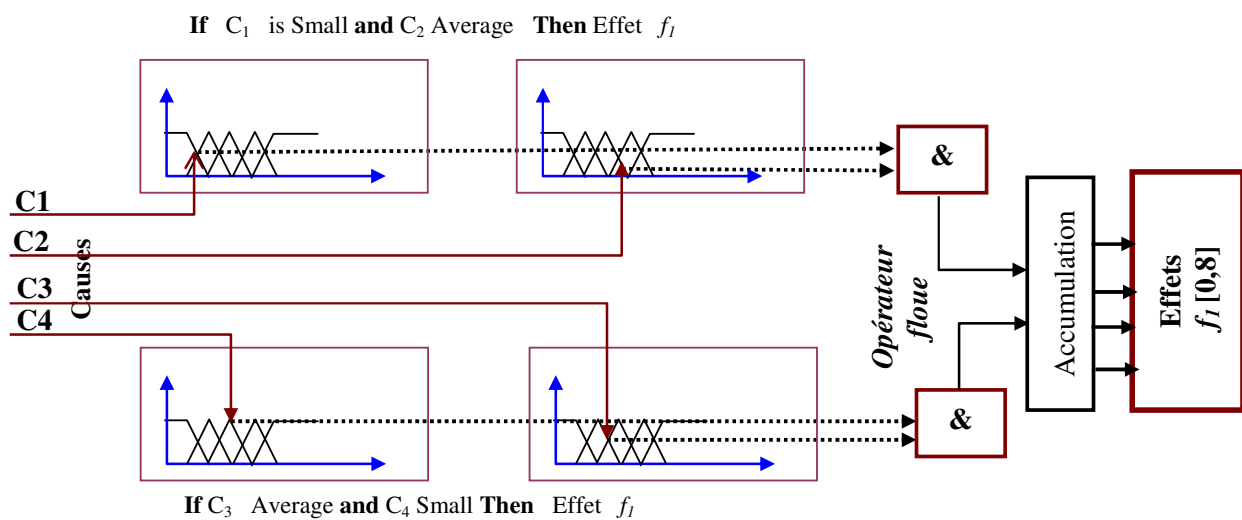 If C₁ is Small and C₂ Average Then Effet f₁
C1
C2
Causes
C3
C4
&
&
Opérateur
floue
Accumulation
Effets
f₁ [0,8]
If C₃ Average and C₄ Small Then Effet f₁